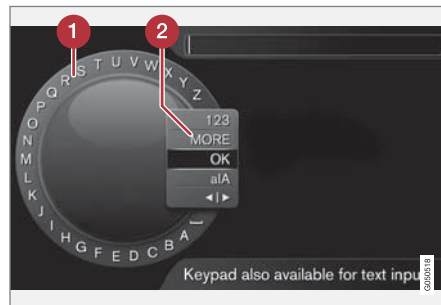 1
2
A B C D E F G H I J K L M N O P Q R S T U V W X Y Z
123
MORE
OK
a|A
◄|►
Keypad also available for text inpu
G050518